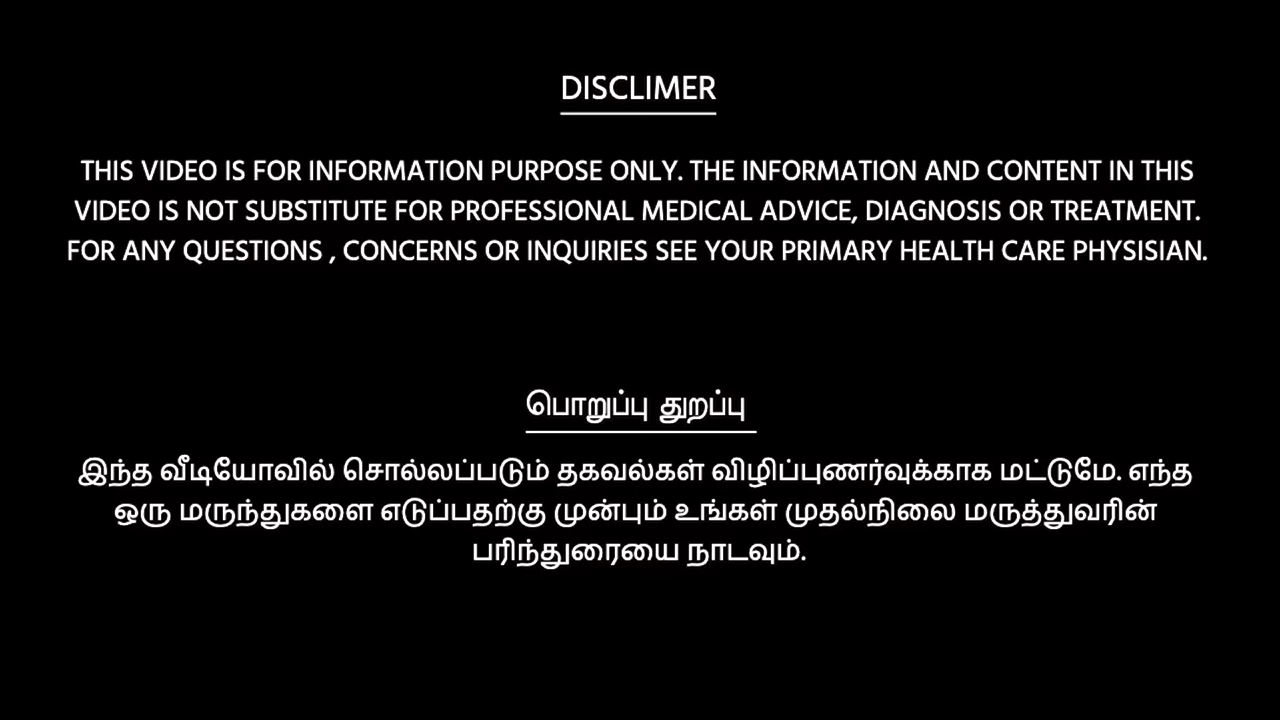 DISCLIMER
THIS VIDEO IS FOR INFORMATION PURPOSE ONLY. THE INFORMATION AND CONTENT IN THIS
VIDEO IS NOT SUBSTITUTE FOR PROFESSIONAL MEDICAL ADVICE, DIAGNOSIS OR TREATMENT.
FOR ANY QUESTIONS , CONCERNS OR INQUIRIES SEE YOUR PRIMARY HEALTH CARE PHYSISIAN.
பொறுப்பு துறப்பு
இந்த வீடியோவில் சொல்லப்படும் தகவல்கள் விழிப்புணர்வுக்காக மட்டுமே. எந்த
ஒரு மருந்துகளை எடுப்பதற்கு முன்பும் உங்கள் முதல்நிலை மருத்துவரின்
பரிந்துரையை நாடவும்.